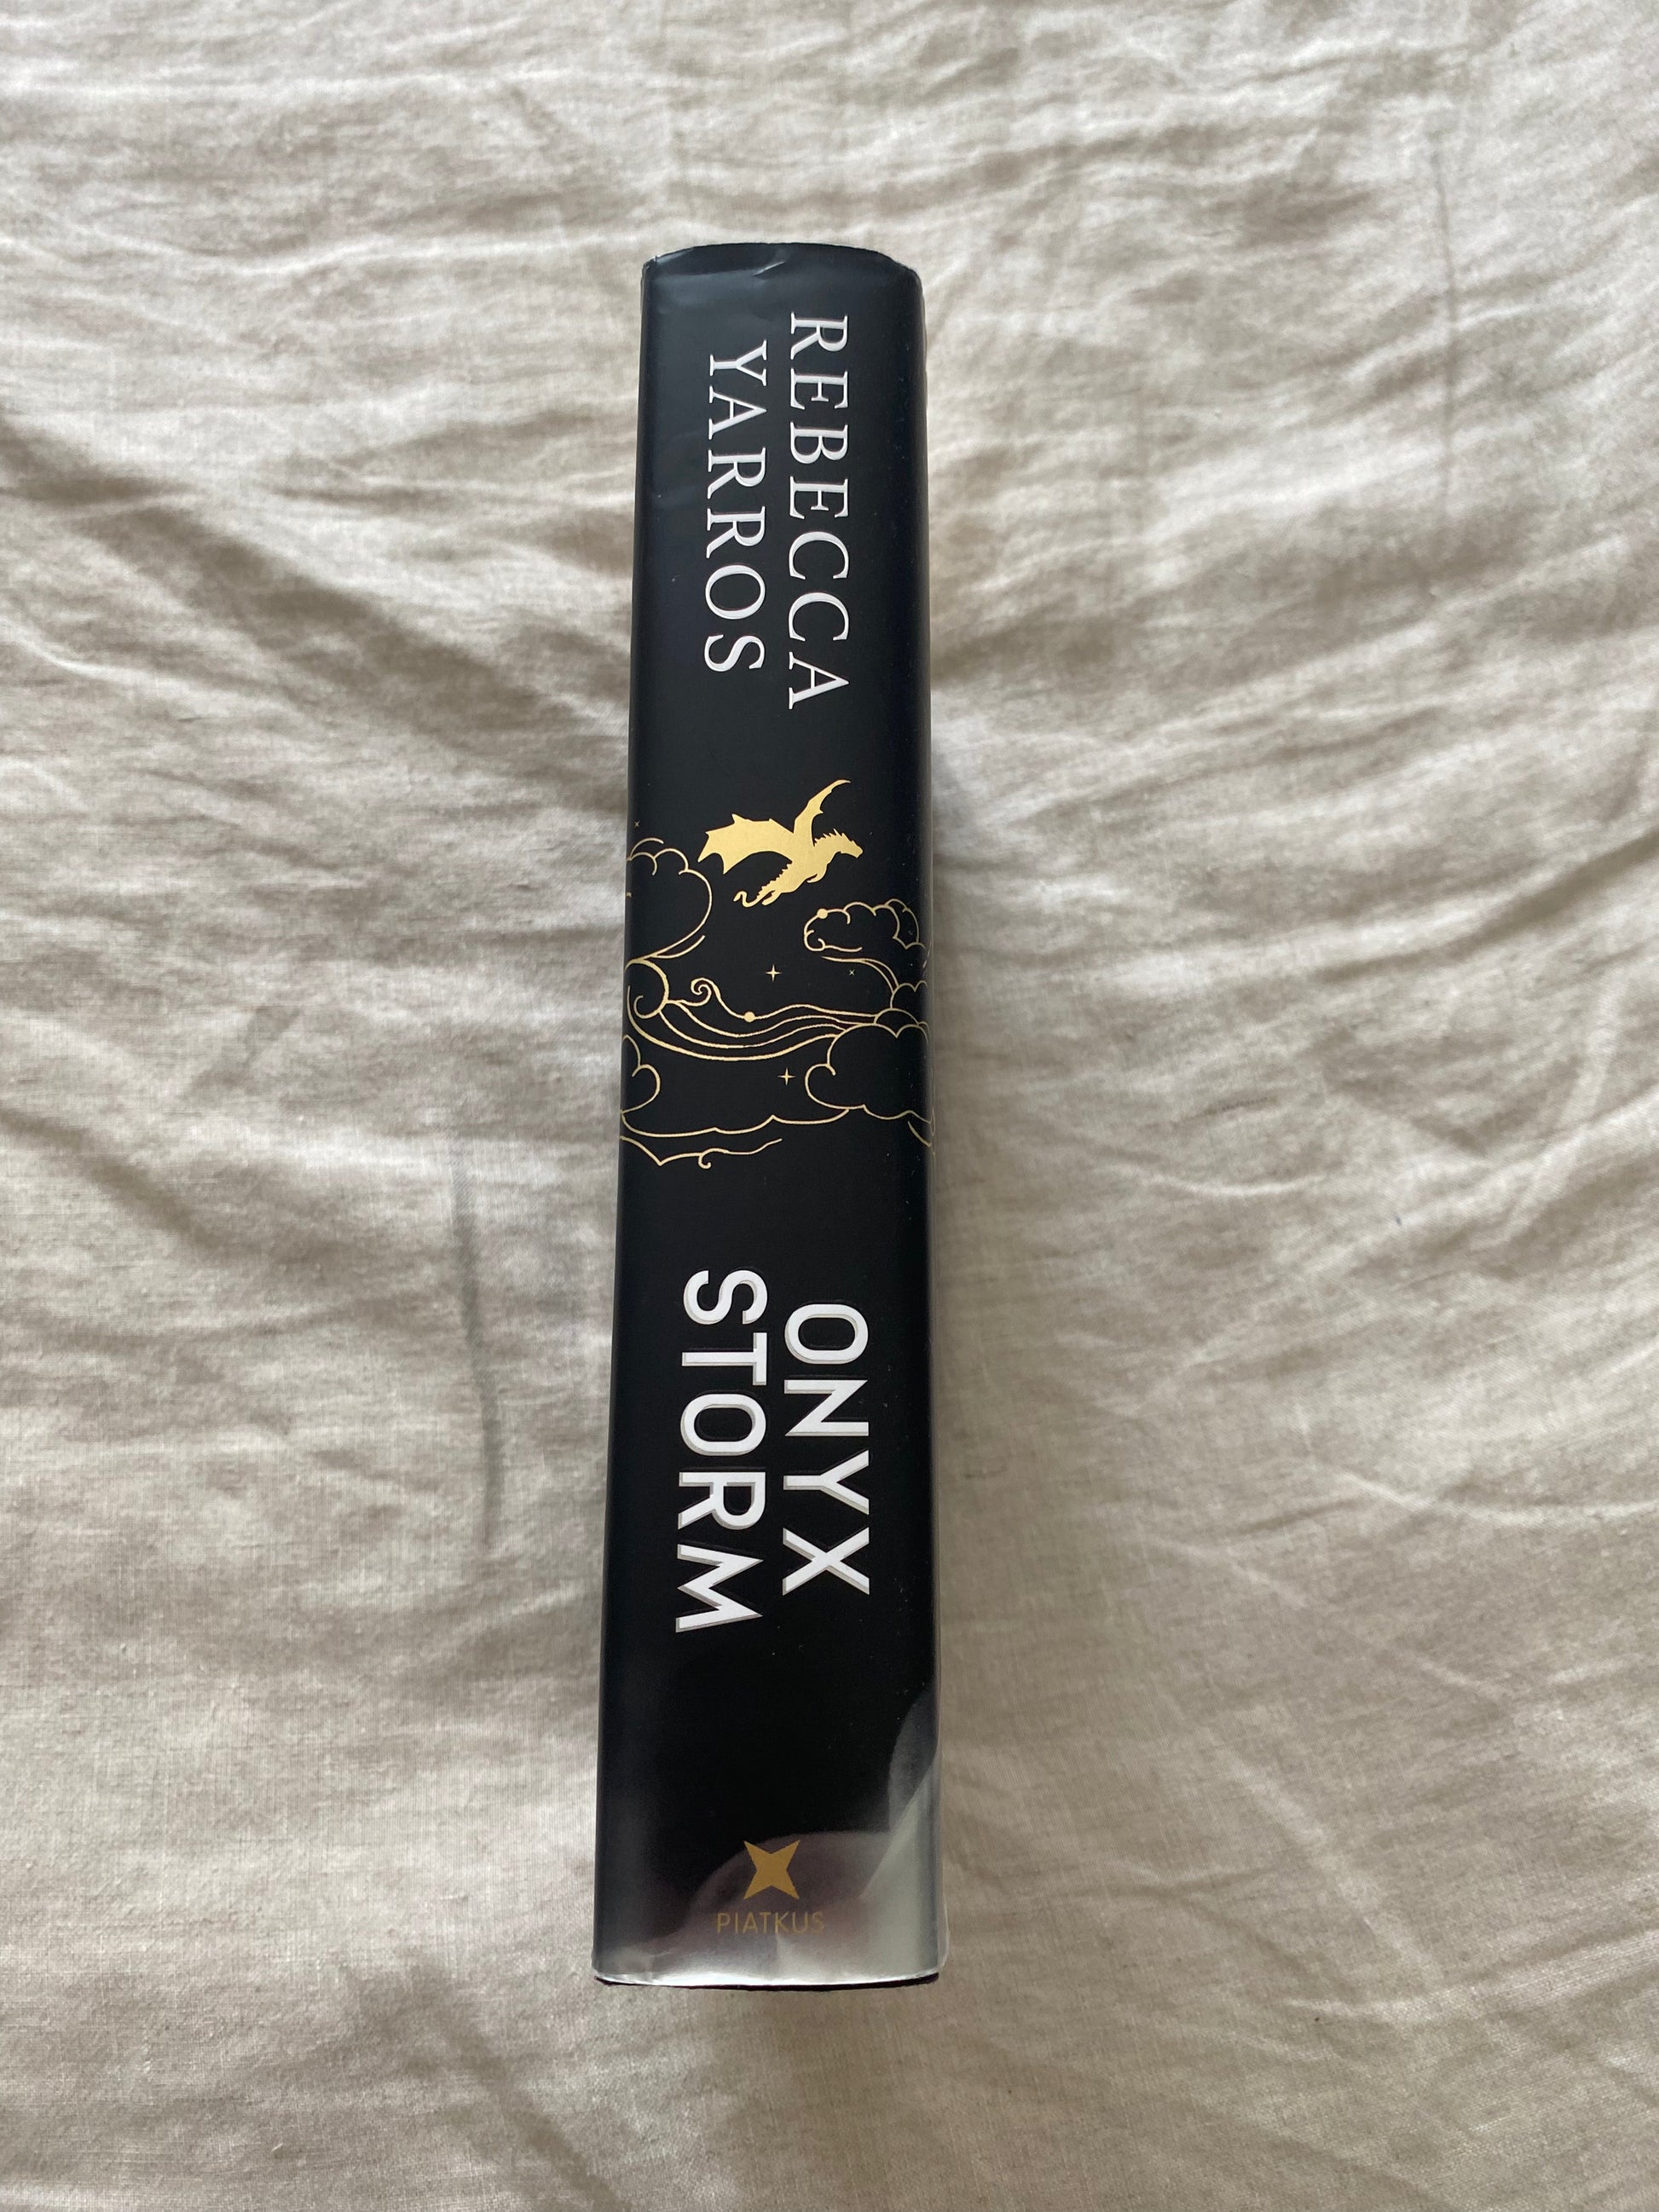 REBECCA
YARROS
ONYX
STORM
PIATKUS